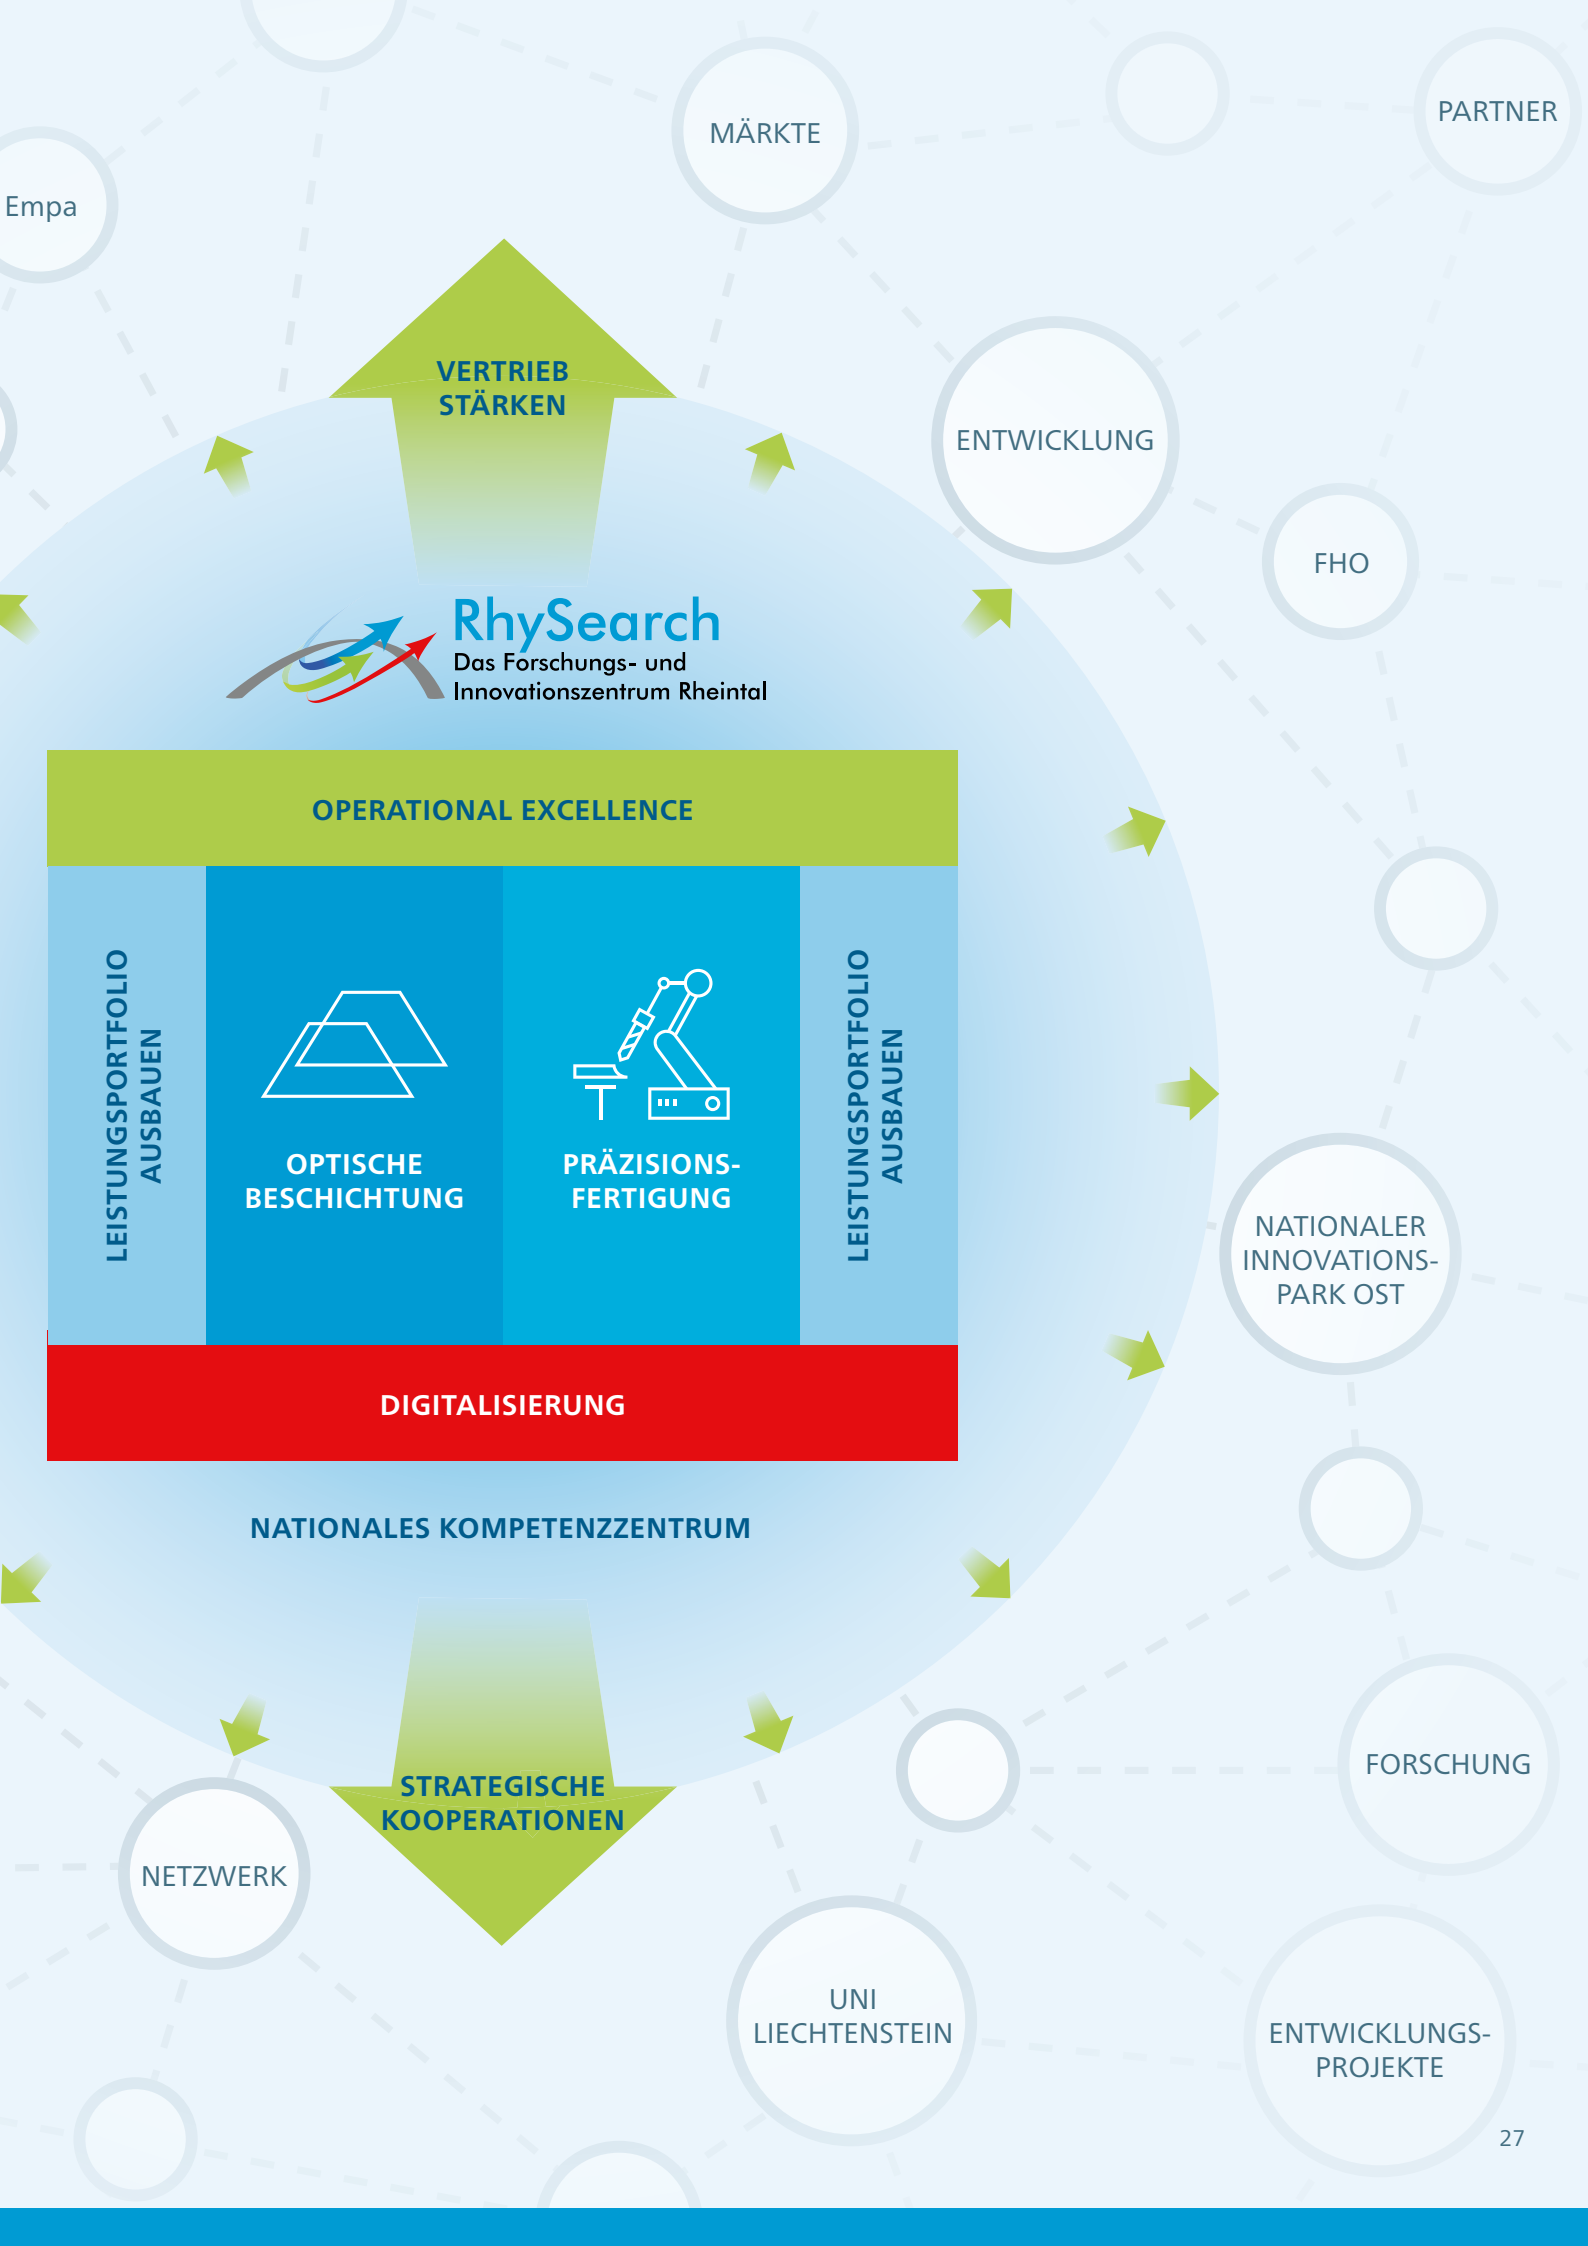 MÄRKTE
PARTNER
Empa
VERTRIEB
STÄRKEN
ENTWICKLUNG
FHO
RhySearch
Das Forschungs- und
Innovationszentrum Rheintal
OPERATIONAL EXCELLENCE
LEISTUNGSPORTFOLIO
AUSBAUEN
OPTISCHE
BESCHICHTUNG
PRÄZISIONS-
FERTIGUNG
LEISTUNGSPORTFOLIO
AUSBAUEN
NATIONALER
INNOVATIONS-
PARK OST
DIGITALISIERUNG
NATIONALES KOMPETENZZENTRUM
STRATEGISCHE
KOOPERATIONEN
FORSCHUNG
NETZWERK
UNI
LIECHTENSTEIN
ENTWICKLUNGS-
PROJEKTE
27